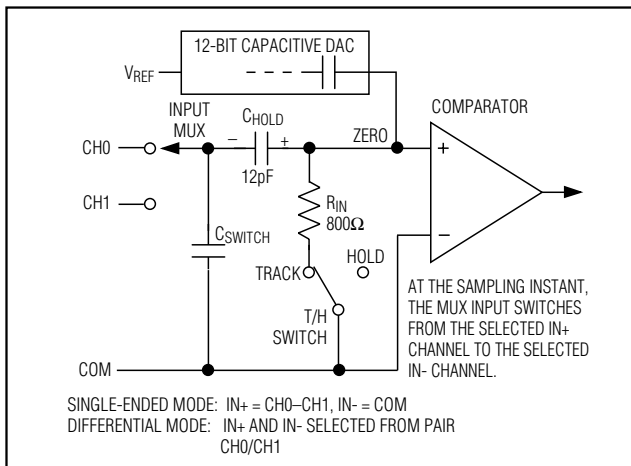 12-BIT CAPACITIVE DAC
VREF
COMPARATOR
INPUT
MUX
CHOLD
ZERO
CH0
− +
12pF
+
CH1
RIN
800Ω
−
CSWITCH
HOLD
TRACK
AT THE SAMPLING INSTANT,
THE MUX INPUT SWITCHES
FROM THE SELECTED IN+
CHANNEL TO THE SELECTED
IN- CHANNEL.
T/H
SWITCH
COM
SINGLE-ENDED MODE: IN+ = CH0–CH1, IN- = COM
DIFFERENTIAL MODE: IN+ AND IN- SELECTED FROM PAIR
CH0/CH1